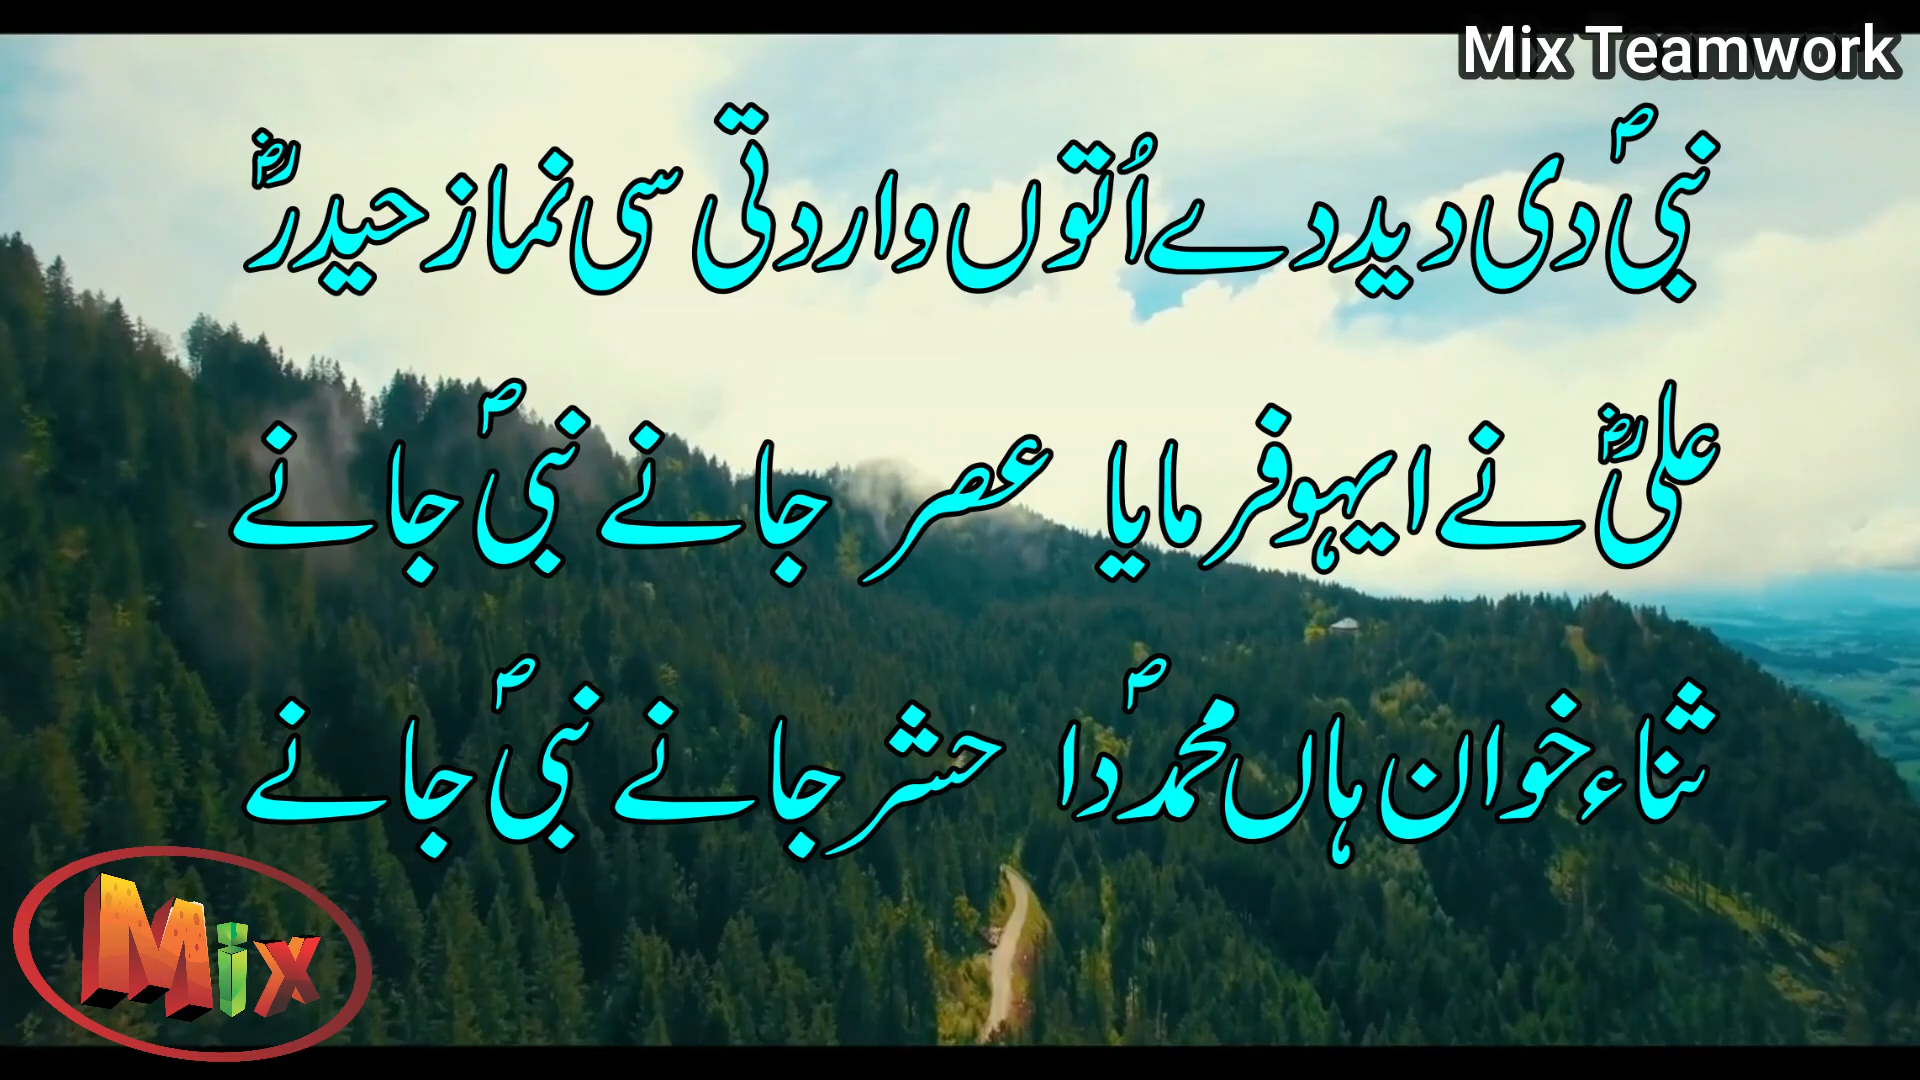 Mix Teamwork
نبیؐ دی دید دے اُتوں وار دتی سی نماز حیدرؓ
علیؓ نے ایہو فرمایا عصر جانے نبیؐ جانے
ثناء خوان ہاں محمدؐ دا حشر جانے نبیؐ جانے
Mix